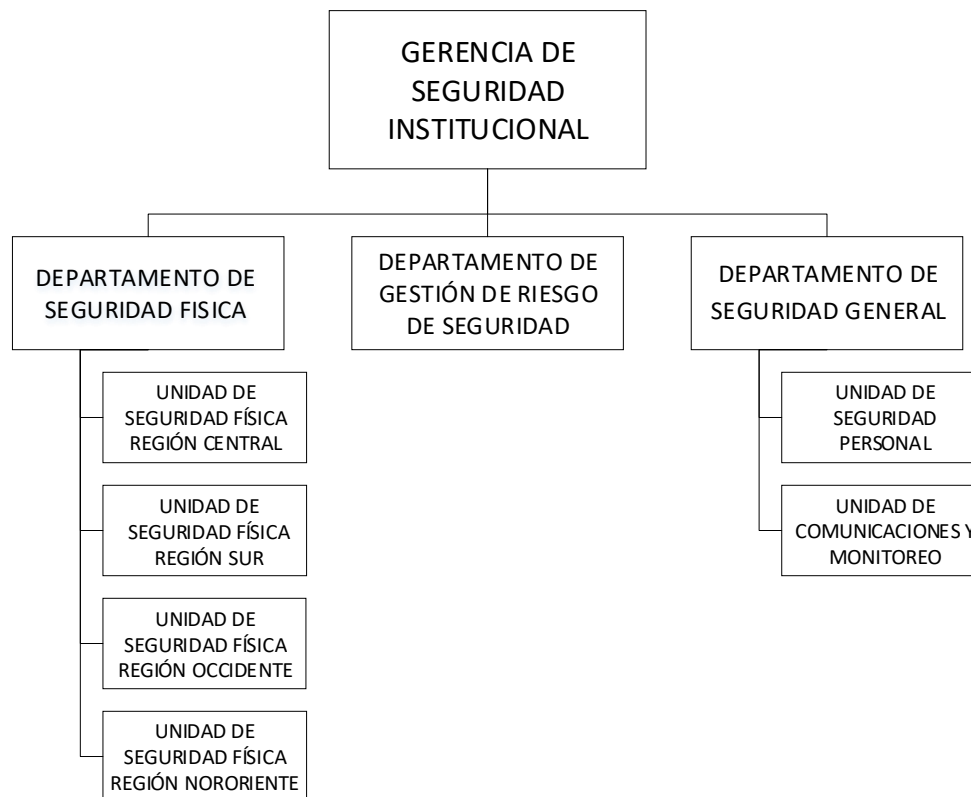 GERENCIA DE
SEGURIDAD
INSTITUCIONAL
DEPARTAMENTO DE
SEGURIDAD FISICA
DEPARTAMENTO DE
GESTIÓN DE RIESGO
DE SEGURIDAD
DEPARTAMENTO DE
SEGURIDAD GENERAL
UNIDAD DE
SEGURIDAD FÍSICA
REGIÓN CENTRAL
UNIDAD DE
SEGURIDAD FÍSICA
REGIÓN SUR
UNIDAD DE
SEGURIDAD FÍSICA
REGIÓN OCCIDENTE
UNIDAD DE
SEGURIDAD FÍSICA
REGIÓN NORORIENTE
UNIDAD DE
SEGURIDAD
PERSONAL
UNIDAD DE
COMUNICACIONES Y
MONITOREO